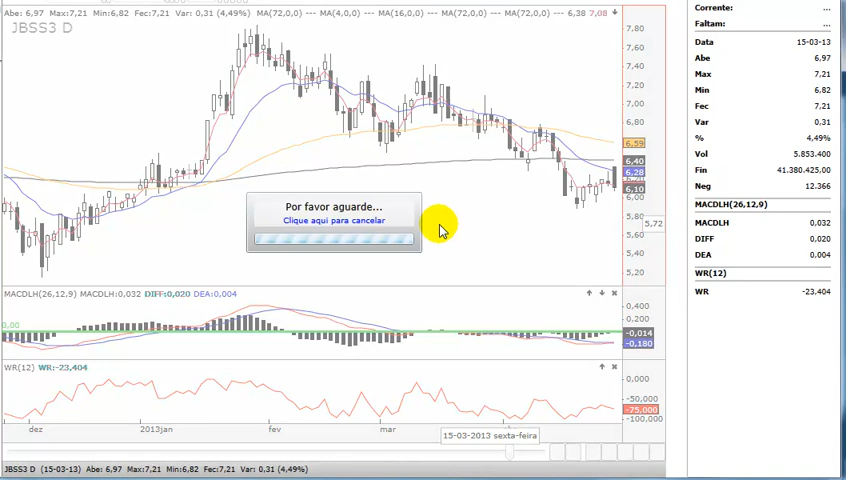 Abe: 6,97 Max:7,21 Min:6,82 Fec:7,21 Var: 0,31 (4,49%) MA(72,0,0) --- MA(4,0,0) --- MA(16,0,0) --- MA(72,0,0) --- MA(72,0,0) --- 6,38 7,08
JBSS3 D
7,80
7,60
7,40
7,20
7,00
6,80
6,59
6,40
6,28
6,20
6,10
6,00
5,80
5,72
5,60
5,40
5,20
Por favor aguarde...
Clique aqui para cancelar
MACDLH(26,12,9) MACDLH:0,032 DIFF:0,020 DEA:0,004
0,400
0,200
0,00
-0,014
-0,180
WR(12) WR:-23,404
0,000
-50,000
-75,000
-100,00
dez
2013jan
fev
mar
15-03-2013 sexta-feira
JBSS3 D (15-03-13) Abe: 6,97 Max:7,21 Min:6,82 Fec:7,21 Var: 0,31 (4,49%)
Corrente: ...
Faltam: ...
Data 15-03-13
Abe 6,97
Max 7,21
Min 6,82
Fec 7,21
Var 0,31
% 4,49%
Vol 5.853.400
Fin 41.380.425,00
Neg 12.366
MACDLH(26,12,9)
MACDLH 0,032
DIFF 0,020
DEA 0,004
WR(12)
WR -23.404